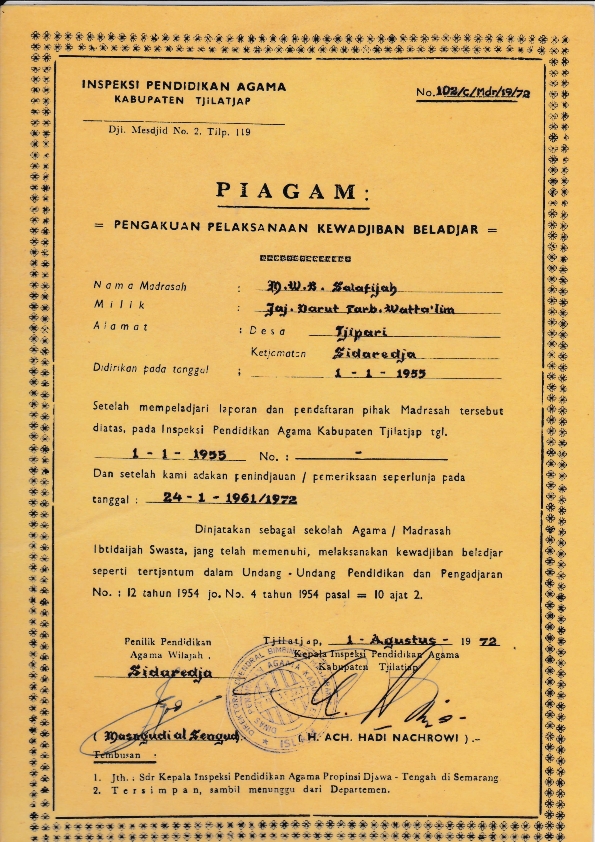 INSPEKSI PENDIDIKAN AGAMA
KABUPATEN TJILATJAP
No. 102/C/Mdr/19/72
Djl. Mesdjid No. 2. Tilp. 119
PIAGAM:
= PENGAKUAN PELAKSANAAN KEWADJIBAN BELADJAR =
Nama Madrasah : M.W.B. Salafijah
Milik : Jaj. Darut Tarb. Watta'lim
Alamat : Desa Tjipari
Ketjamatan Sidaredja
Didirikan pada tanggal : 1 - 1 - 1955
Setelah mempeladjari laporan dan pendaftaran pihak Madrasah tersebut
diatas, pada Inspeksi Pendidikan Agama Kabupaten Tjilatjap tgl.
1 - 1 - 1955 No. : -
Dan setelah kami adakan penindjauan / pemeriksaan seperlunja pada
tanggal : 24-1-1961/1972
Dinjatakan sebagai sekolah Agama / Madrasah
Ibtidaijah Swasta, jang telah memenuhi, melaksanakan kewadjiban beladjar
seperti tertjantum dalam Undang - Undang Pendidikan dan Pengadjaran
No. : 12 tahun 1954 jo. No. 4 tahun 1954 pasal = 10 ajat 2.
Tjilatjap, 1 - Agustus - 1972
Penilik Pendidikan
Agama Wilajah .
Sidaredja
Kepala Inspeksi Pendidikan Agama
Kabupaten Tjilatjap
( H. ACH. HADI NACHROWI ).-
Tembusan :
1. Jth. : Sdr Kepala Inspeksi Pendidikan Agama Propinsi Djawa - Tengah di Semarang
2. Tersimpan, sambil menunggu dari Departemen.